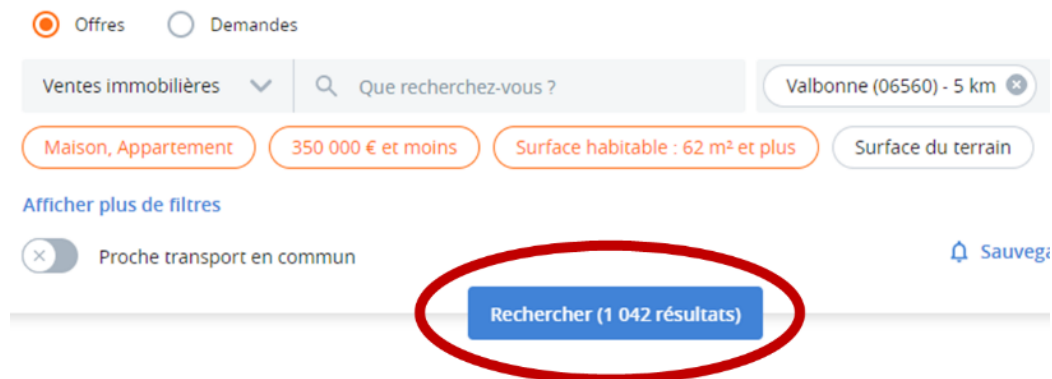 Offres Demandes
Ventes immobilières Que recherchez-vous ? Valbonne (06560) - 5 km
Maison, Appartement 350 000 € et moins Surface habitable : 62 m² et plus Surface du terrain
Afficher plus de filtres
Proche transport en commun Sauvega
Rechercher (1 042 résultats)